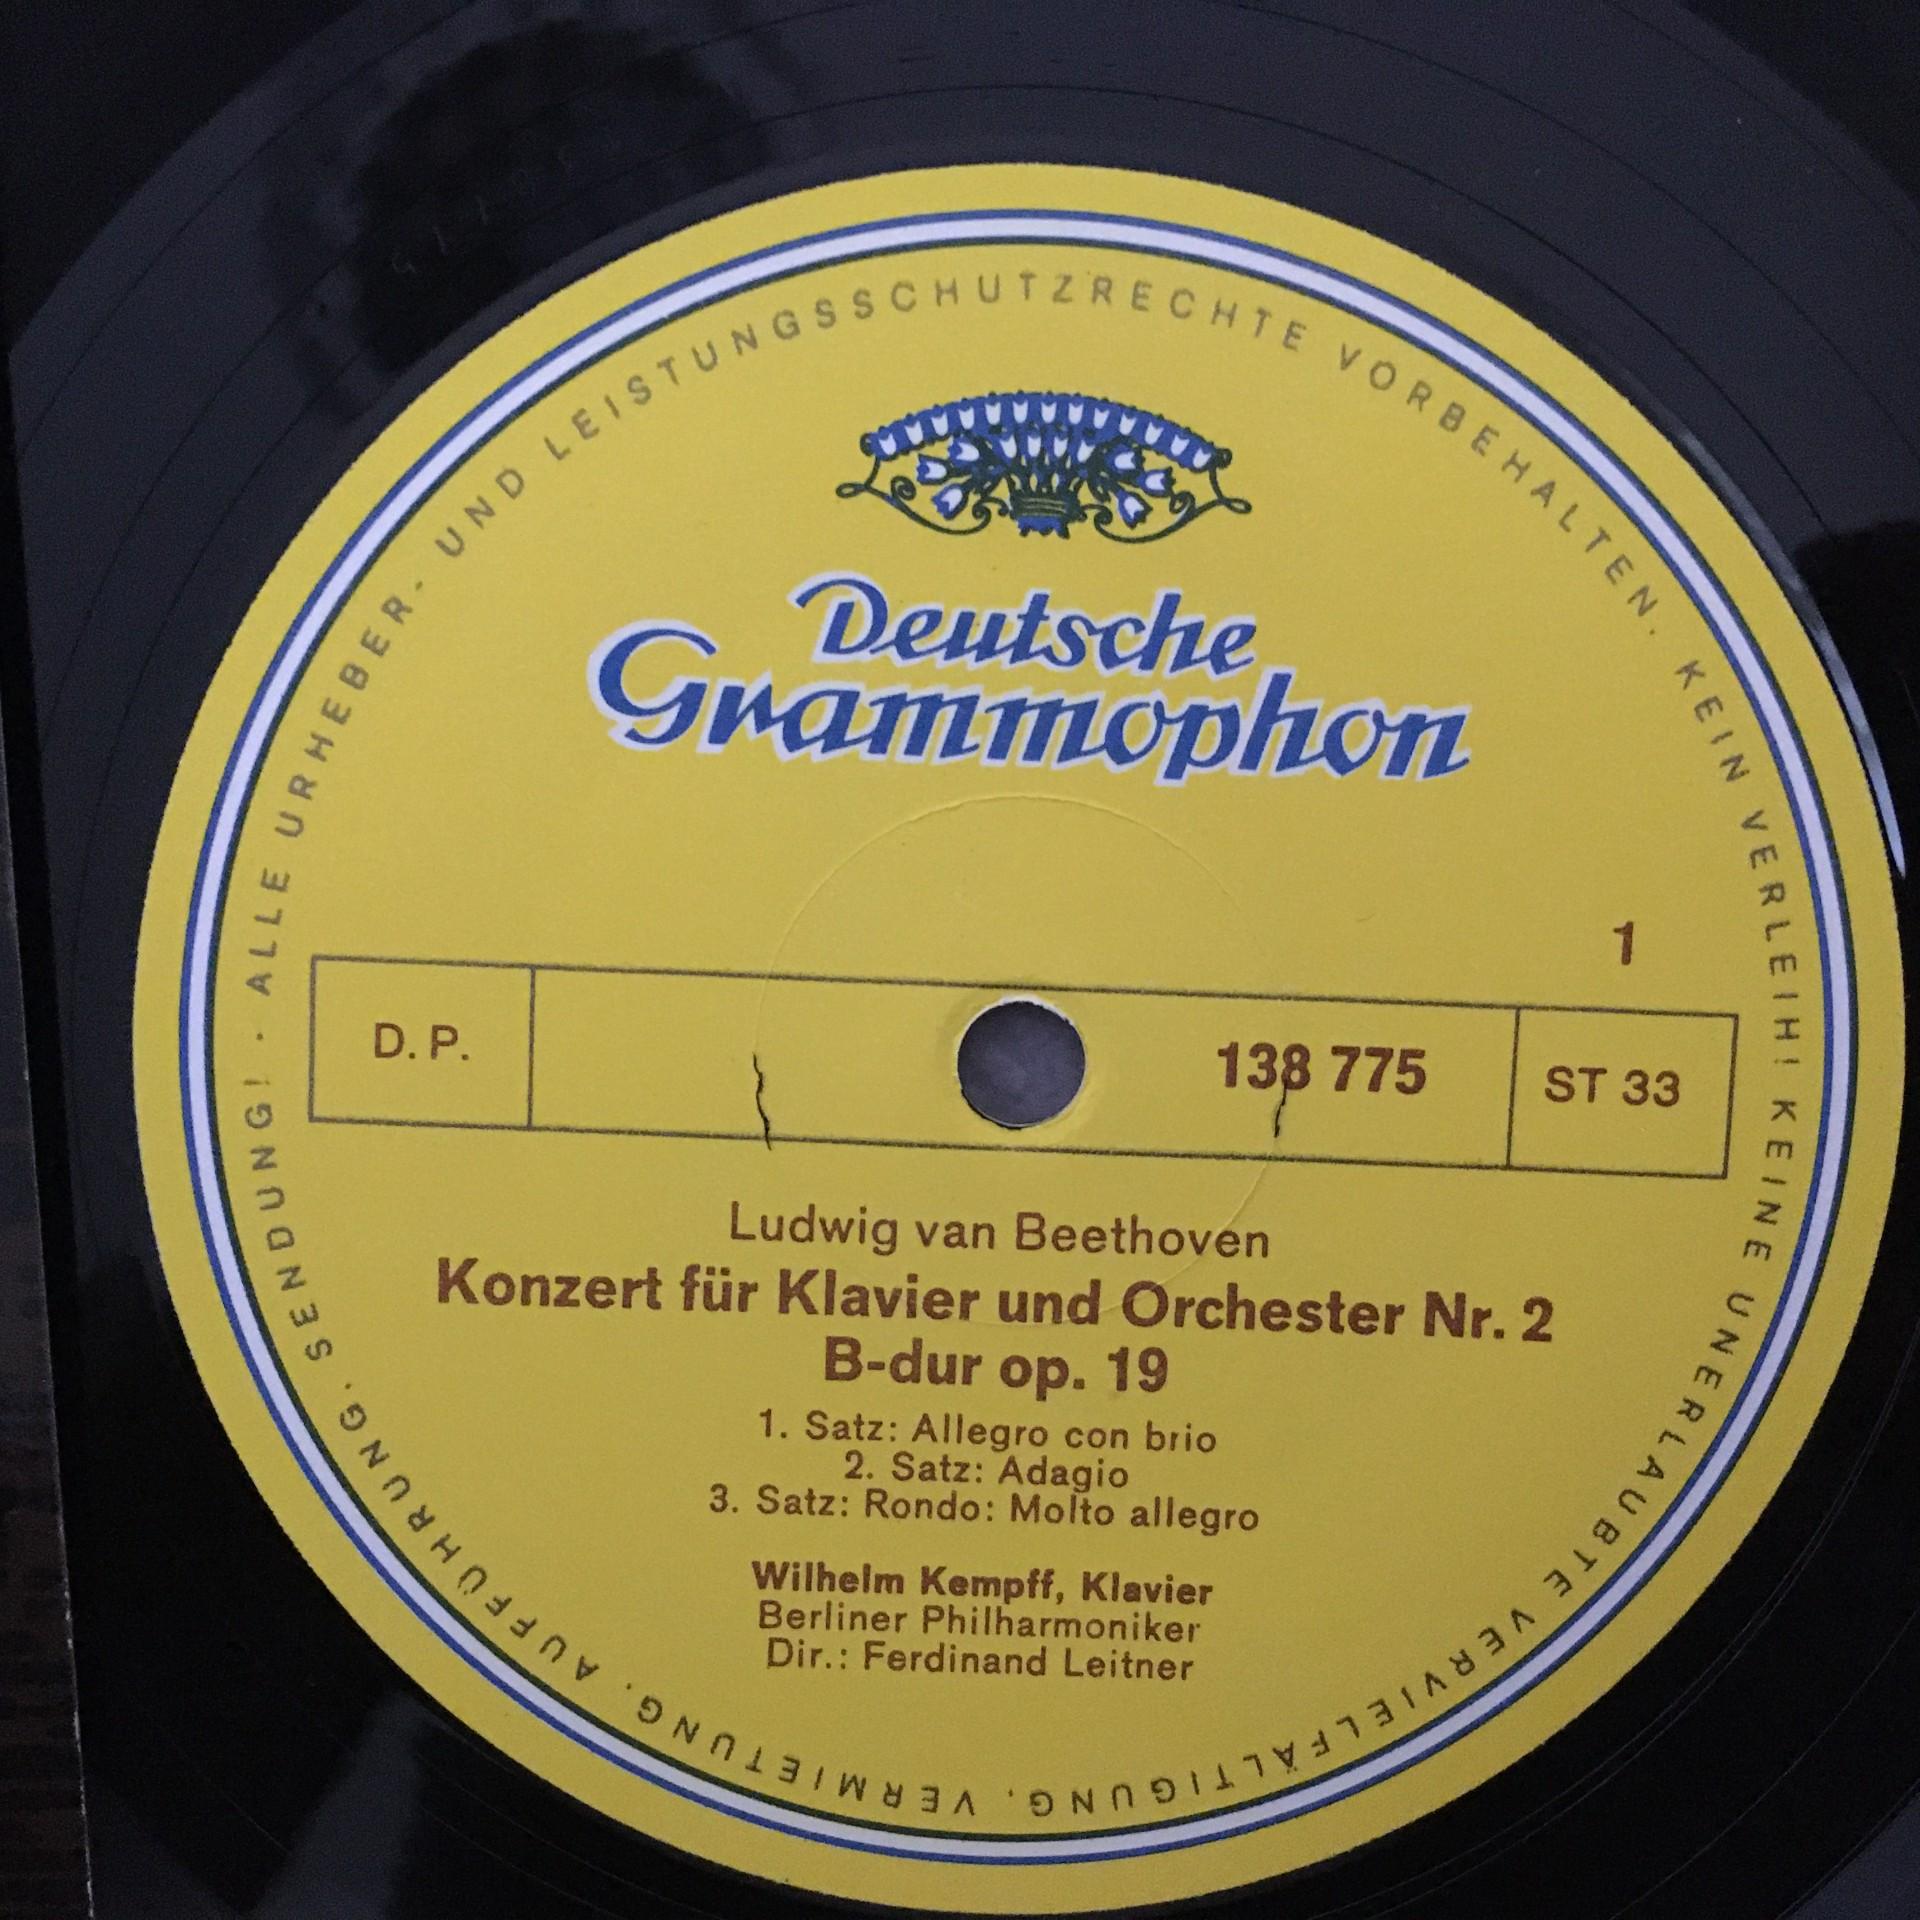 ALLE URHEBER- UND LEISTUNGSSCHUTZRECHTE VORBEHALTEN. KEIN VERLEIH! KEINE UNERLAUBTE VERVIELFÄLTIGUNG, VERMIETUNG, AUFFÜHRUNG, SENDUNG! ·
Deutsche
Grammophon
1
D. P.
138 775
ST 33
Ludwig van Beethoven
Konzert für Klavier und Orchester Nr. 2
B-dur op. 19
1. Satz: Allegro con brio
2. Satz: Adagio
3. Satz: Rondo: Molto allegro
Wilhelm Kempff, Klavier
Berliner Philharmoniker
Dir.: Ferdinand Leitner